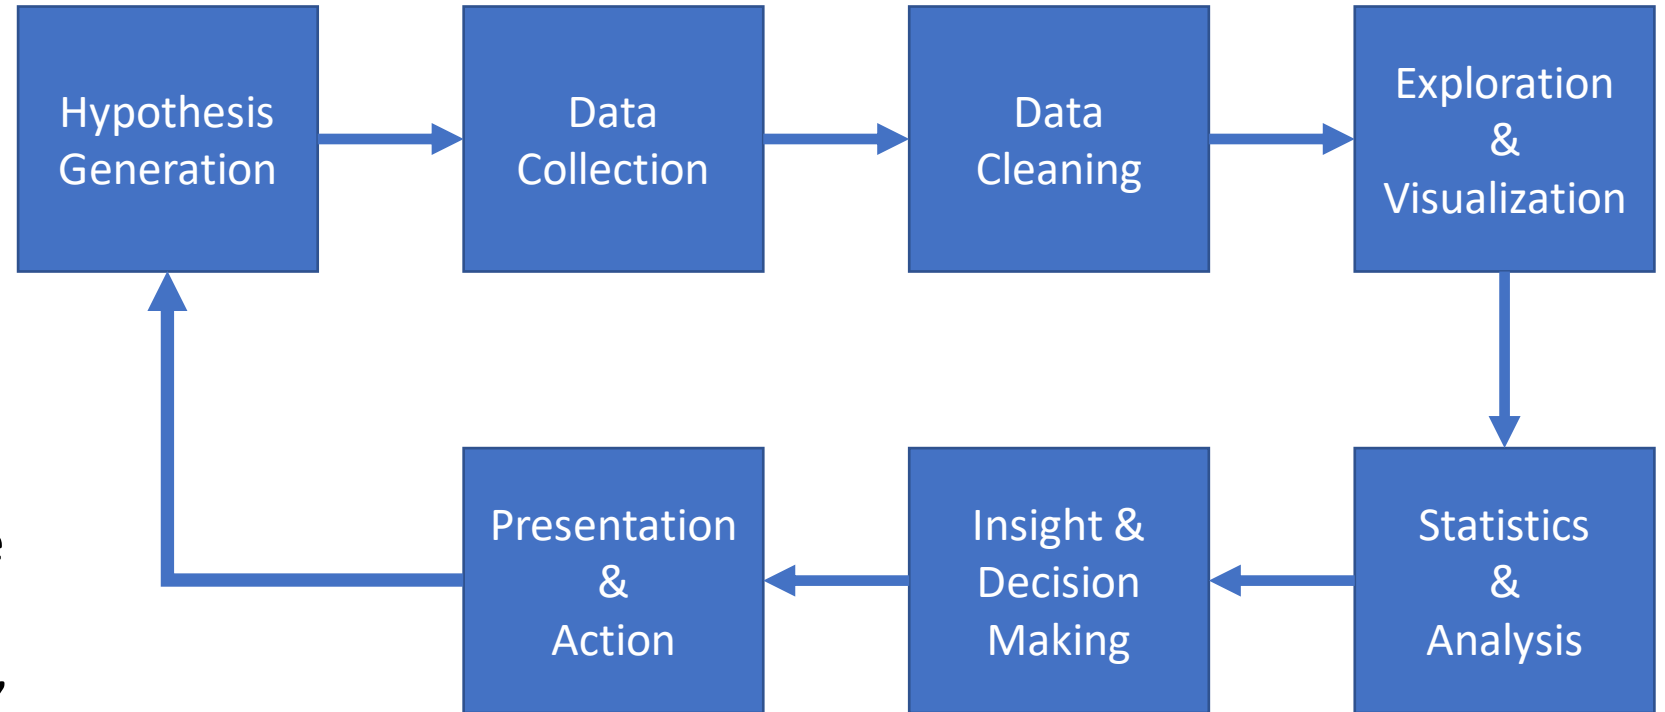 Hypothesis
Generation
Data
Collection
Data
Cleaning
Exploration
&
Visualization
Presentation
&
Action
Insight &
Decision
Making
Statistics
&
Analysis